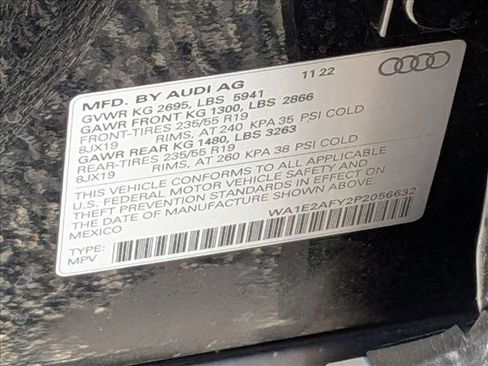 MFD. BY AUDI AG 11 22
GVWR KG 2695, LBS 5941
GAWR FRONT KG 1300, LBS 2866
FRONT-TIRES 235/55 R19
8JX19 RIMS, AT 240 KPA 35 PSI COLD
GAWR REAR KG 1480, LBS 3263
REAR-TIRES 235/55 R19
8JX19 RIMS, AT 260 KPA 38 PSI COLD
THIS VEHICLE CONFORMS TO ALL APPLICABLE
U.S. FEDERAL MOTOR VEHICLE SAFETY AND
THEFT PREVENTION STANDARDS IN EFFECT ON
THE DATE OF MANUFACTURE SHOWN ABOVE
MEXICO
WA1E2AFY2P2056632
TYPE:
MPV